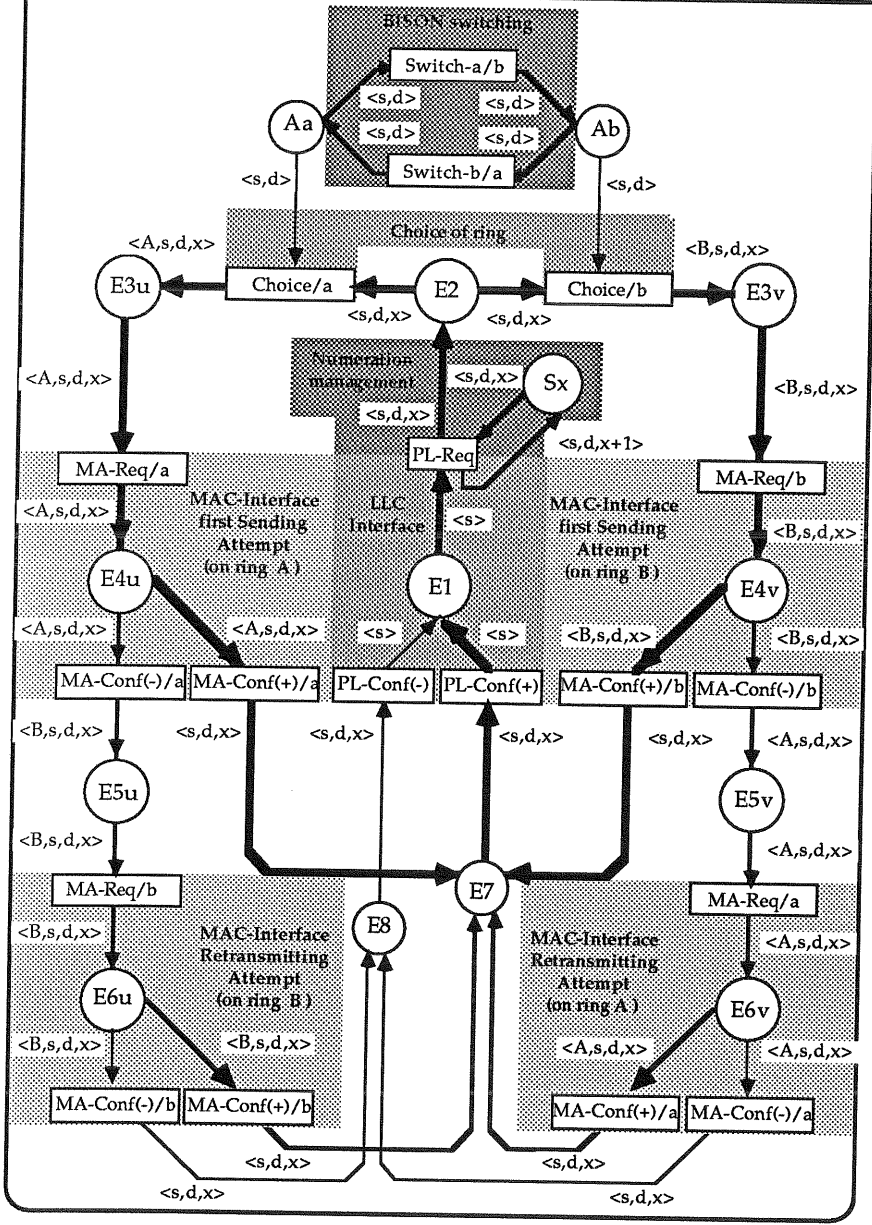 BISON switching
Switch-a/b
<s,d>
<s,d>
Aa
Ab
<s,d>
<s,d>
Switch-b/a
<s,d>
<s,d>
Choice of ring
<A,s,d,x>
<B,s,d,x>
E3u
Choice/a
E2
Choice/b
E3v
<s,d,x>
<s,d,x>
Numeration
management
<s,d,x>
Sx
<A,s,d,x>
<s,d,x>
<B,s,d,x>
<s,d,x+1>
PL-Req
MA-Req/a
MA-Req/b
MAC-Interface
first Sending
Attempt
(on ring A)
LLC
Interface
MAC-Interface
first Sending
Attempt
(on ring B)
<A,s,d,x>
<s>
<B,s,d,x>
E4u
E1
E4v
<A,s,d,x>
<A,s,d,x>
<s>
<s>
<B,s,d,x>
<B,s,d,x>
MA-Conf(-)/a
MA-Conf(+)/a
PL-Conf(-)
PL-Conf(+)
MA-Conf(+)/b
MA-Conf(-)/b
<B,s,d,x>
<s,d,x>
<s,d,x>
<s,d,x>
<s,d,x>
<A,s,d,x>
E5u
E5v
<B,s,d,x>
<A,s,d,x>
MA-Req/b
E7
MA-Req/a
<B,s,d,x>
E8
<A,s,d,x>
MAC-Interface
Retransmitting
Attempt
(on ring B)
MAC-Interface
Retransmitting
Attempt
(on ring A)
E6u
E6v
<B,s,d,x>
<B,s,d,x>
<A,s,d,x>
<A,s,d,x>
MA-Conf(-)/b
MA-Conf(+)/b
MA-Conf(+)/a
MA-Conf(-)/a
<s,d,x>
<s,d,x>
<s,d,x>
<s,d,x>